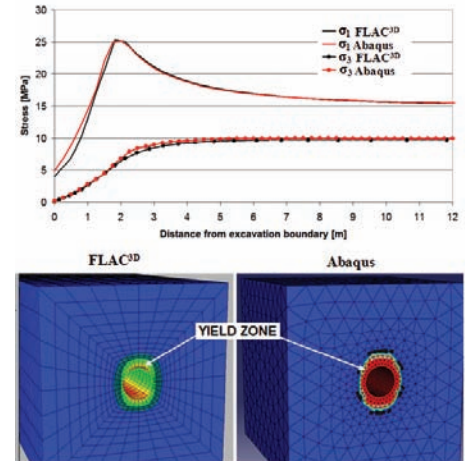 30
25
20
15
10
5
0
Stress [MPa]
σ1 FLAC3D
σ1 Abaqus
σ3 FLAC3D
σ3 Abaqus
0 1 2 3 4 5 6 7 8 9 10 11 12
Distance from excavation boundary [m]
FLAC3D Abaqus
YIELD ZONE